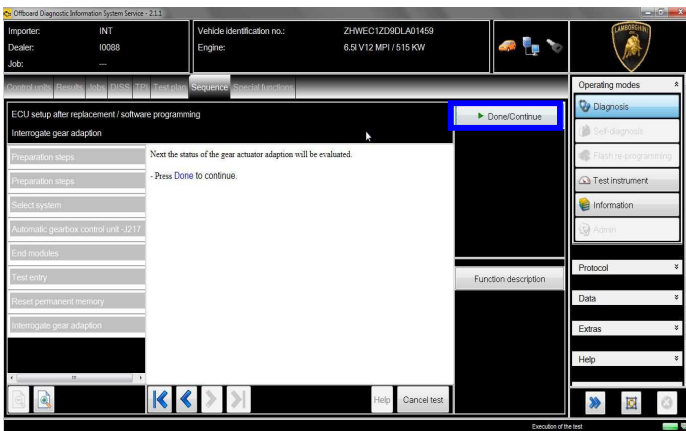 Offboard Diagnostic Information System Service - 2.1.1
Importer: INT
Dealer: I0088
Job: ---
Vehicle identification no.: ZHWEC1ZD9DLA01459
Engine: 6.5l V12 MPI / 515 KW
LAMBORGHINI
Control units Results Jobs DISS TPI Test plan Sequence Special functions
ECU setup after replacement / software programming
Interrogate gear adaption
Done/Continue
Preparation steps
Preparation steps
Select system
Automatic gearbox control unit -J217
End modules
Test entry
Reset permanent memory
Interrogate gear adaption
Next the status of the gear actuator adaption will be evaluated.
- Press Done to continue.
Function description
Help
Cancel test
Operating modes
Diagnosis
Self-diagnosis
Flash re-programming
Test instrument
Information
Admin
Protocol
Data
Extras
Help
Execution of the test